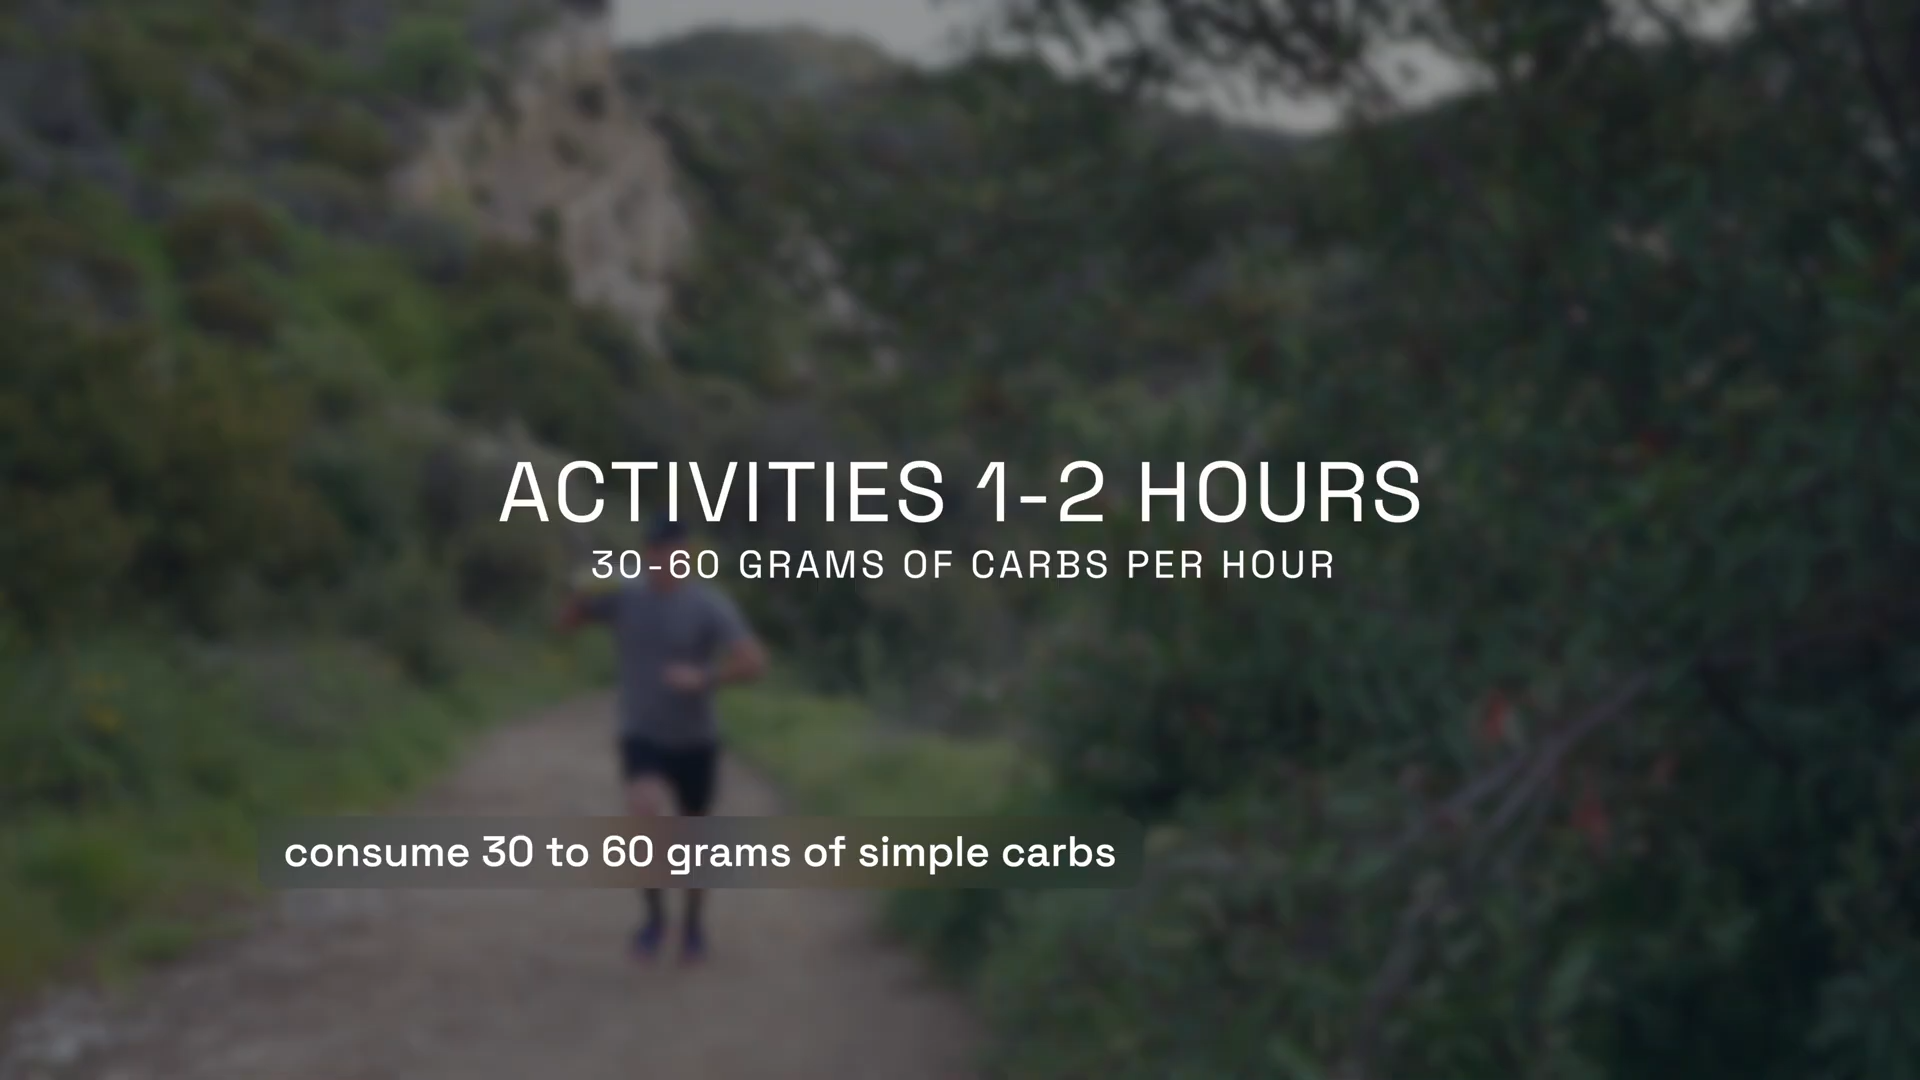 ACTIVITIES 1-2 HOURS
30-60 GRAMS OF CARBS PER HOUR
consume 30 to 60 grams of simple carbs